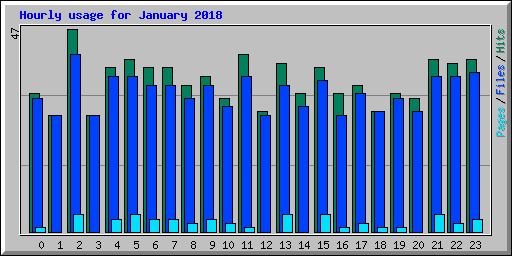 Hourly usage for January 2018
47
Pages/Files/Hits
0 1 2 3 4 5 6 7 8 9 10 11 12 13 14 15 16 17 18 19 20 21 22 23